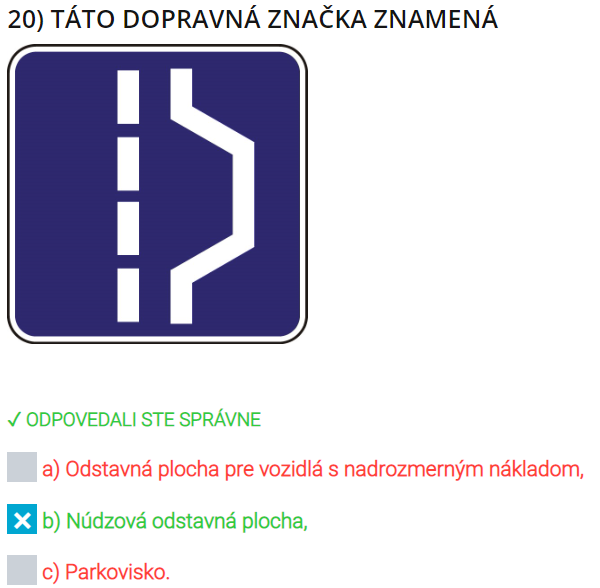 20) TÁTO DOPRAVNÁ ZNAČKA ZNAMENÁ
✓ ODPOVEDALI STE SPRÁVNE
a) Odstavná plocha pre vozidlá s nadrozmerným nákladom,
b) Núdzová odstavná plocha,
c) Parkovisko.